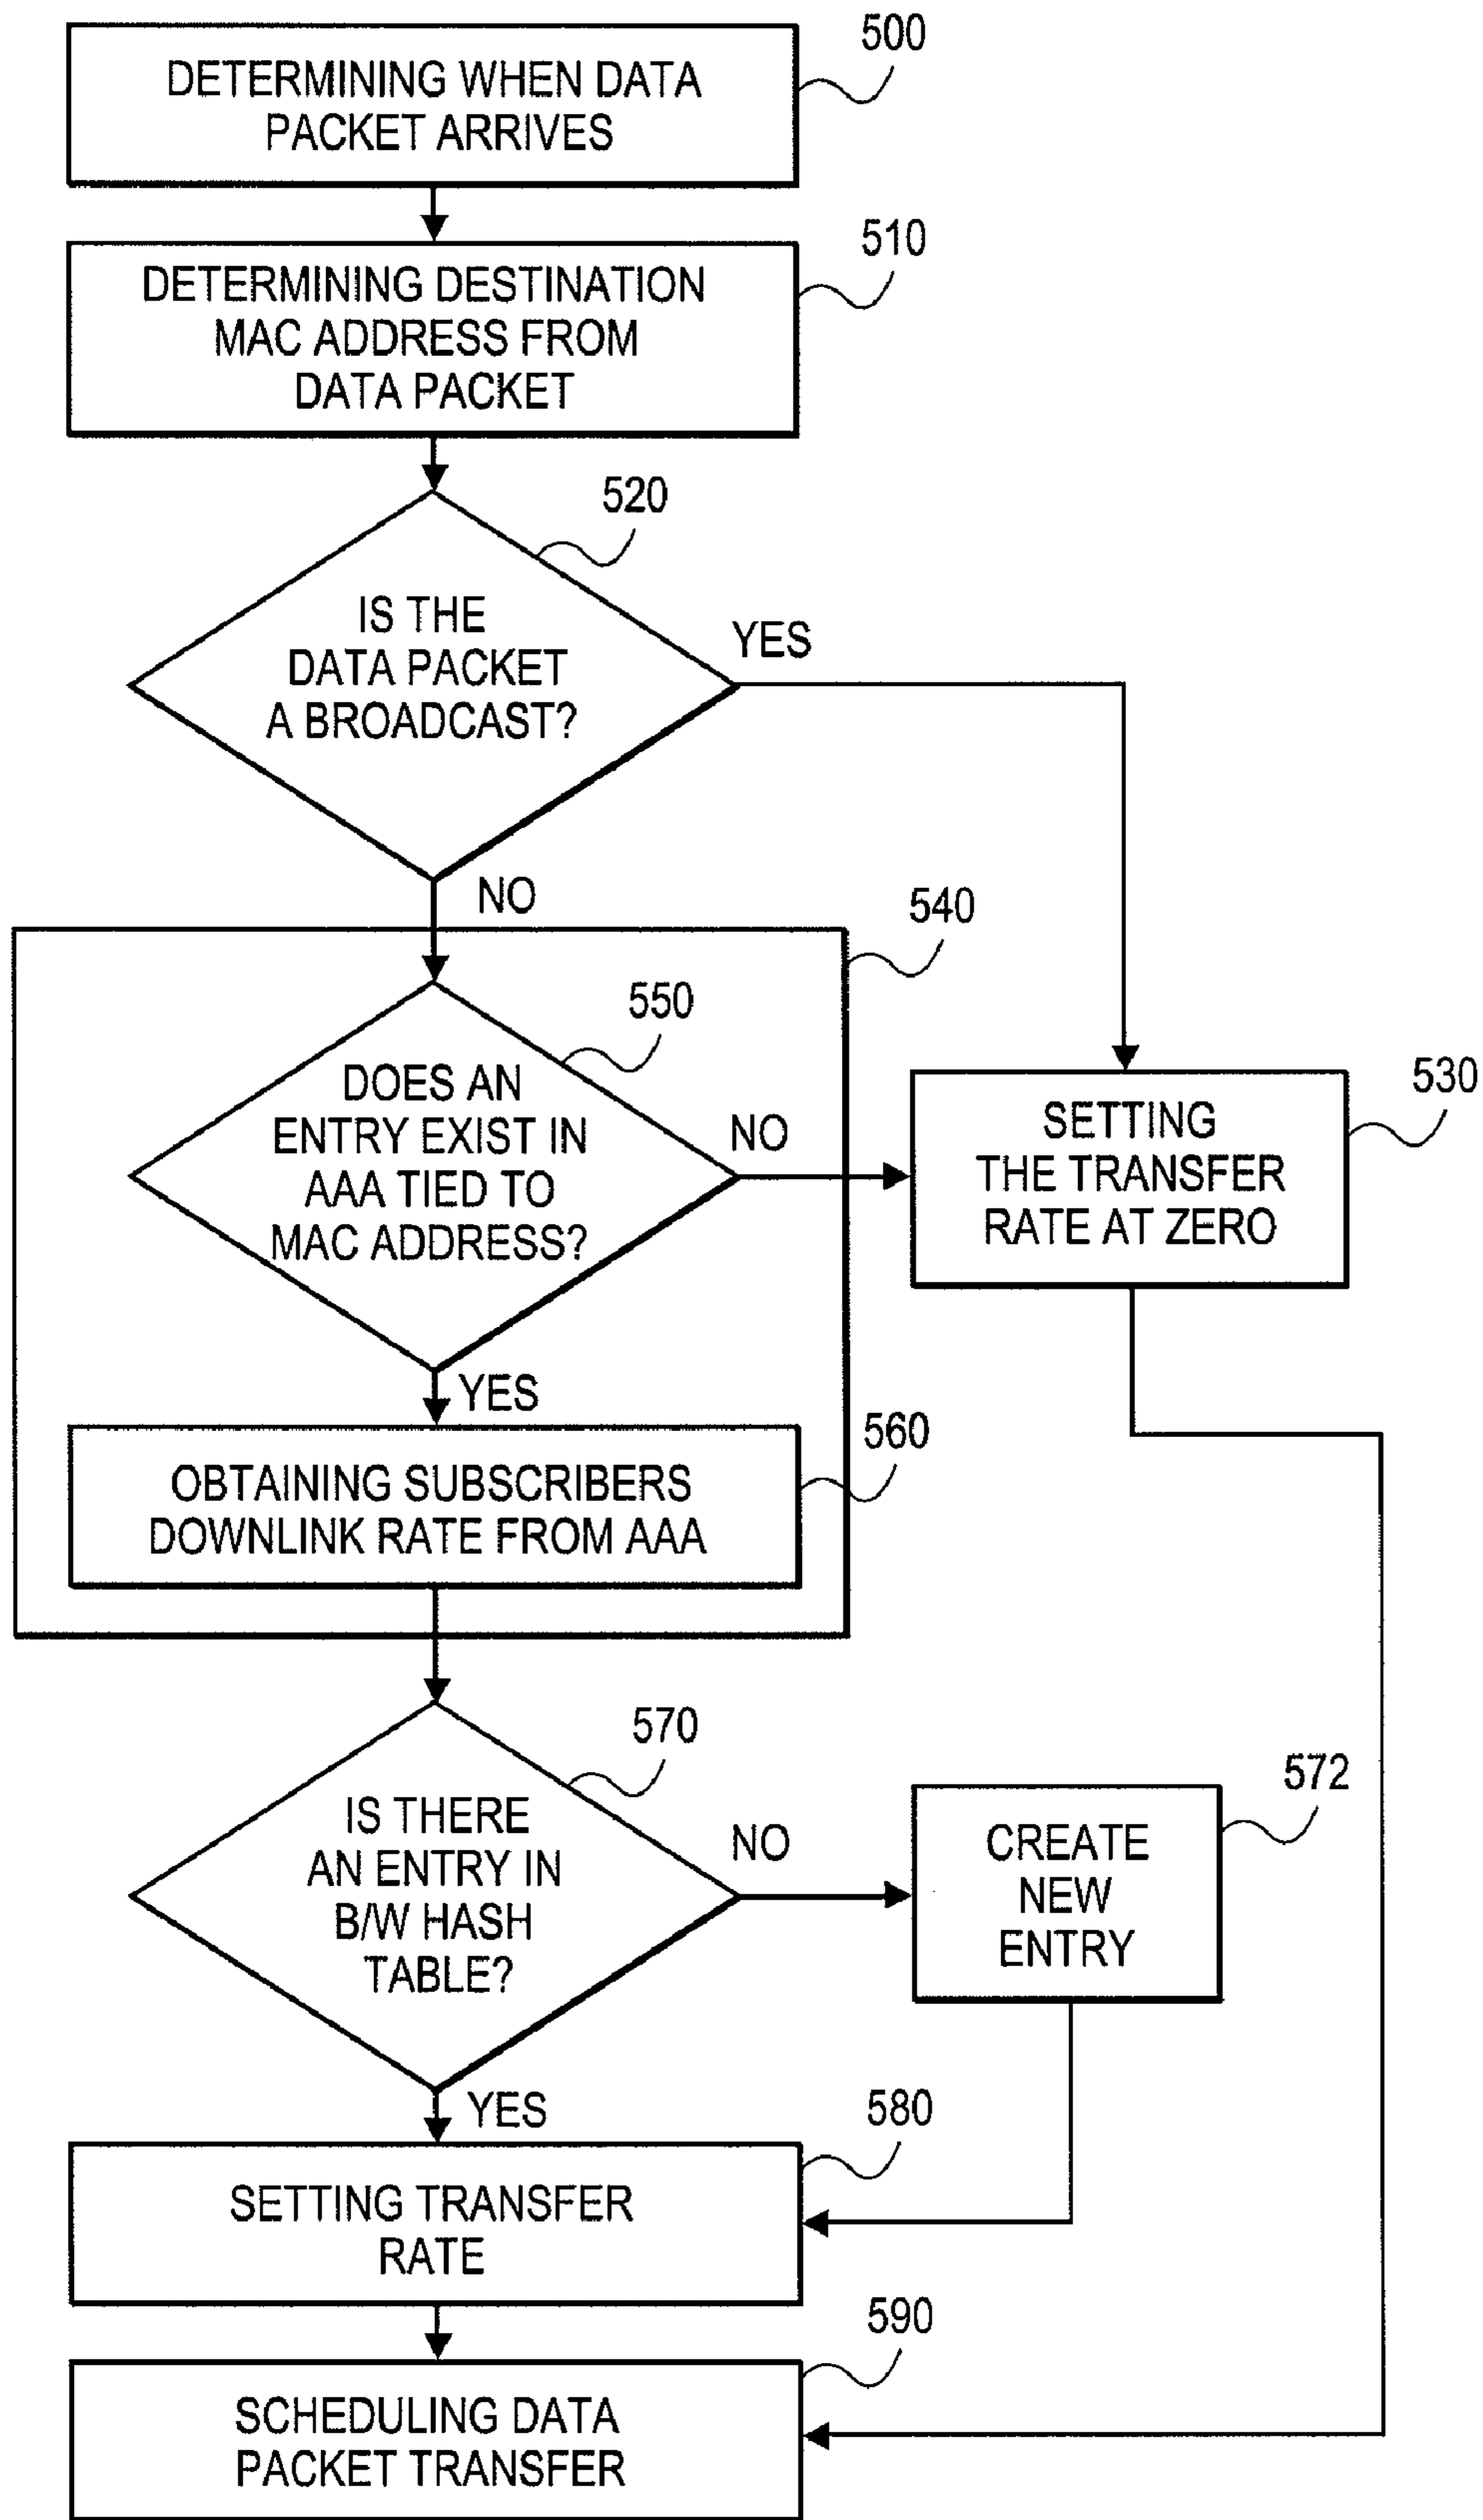 500
DETERMINING WHEN DATA
PACKET ARRIVES
510
DETERMINING DESTINATION
MAC ADDRESS FROM
DATA PACKET
520
IS THE
DATA PACKET
A BROADCAST?
YES
NO
540
550
DOES AN
ENTRY EXIST IN
AAA TIED TO
MAC ADDRESS?
NO
530
SETTING
THE TRANSFER
RATE AT ZERO
YES
560
OBTAINING SUBSCRIBERS
DOWNLINK RATE FROM AAA
570
IS THERE
AN ENTRY IN
B/W HASH
TABLE?
NO
572
CREATE
NEW
ENTRY
YES
580
SETTING TRANSFER
RATE
590
SCHEDULING DATA
PACKET TRANSFER